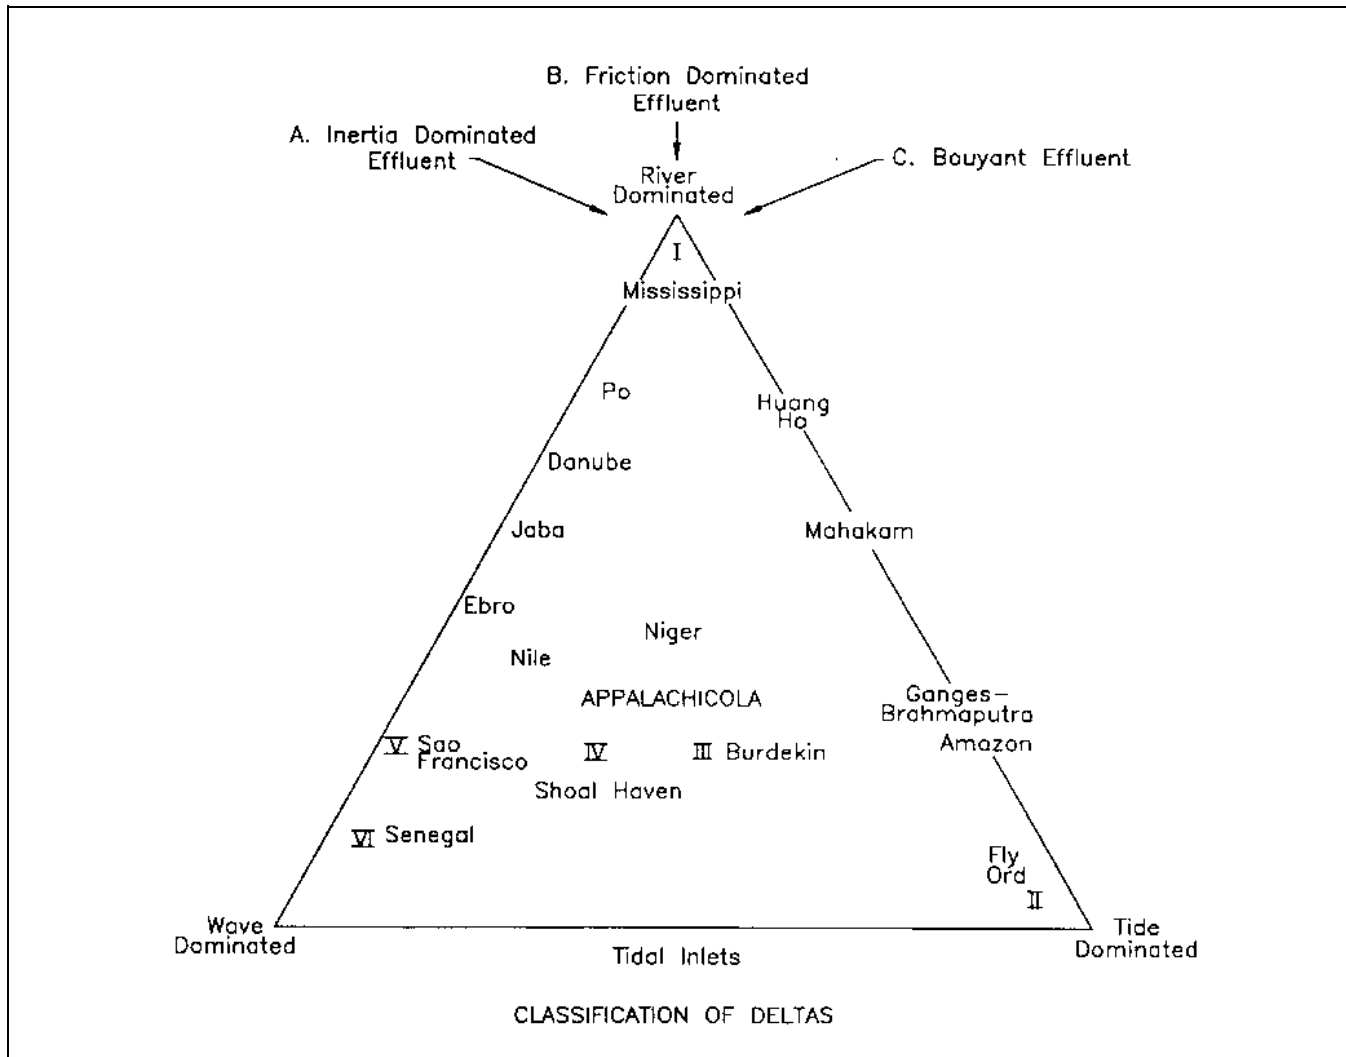 B. Friction Dominated
Effluent
A. Inertia Dominated
Effluent
C. Bouyant Effluent
River
Dominated
I
Mississippi
Po
Huang
Ho
Danube
Jaba
Mahakam
Ebro
Niger
Nile
APPALACHICOLA
Ganges-
Brahmaputra
Amazon
V Sao
Francisco
IV
III Burdekin
Shoal Haven
VI Senegal
Fly
Ord
II
Wave
Dominated
Tide
Dominated
Tidal Inlets
CLASSIFICATION OF DELTAS